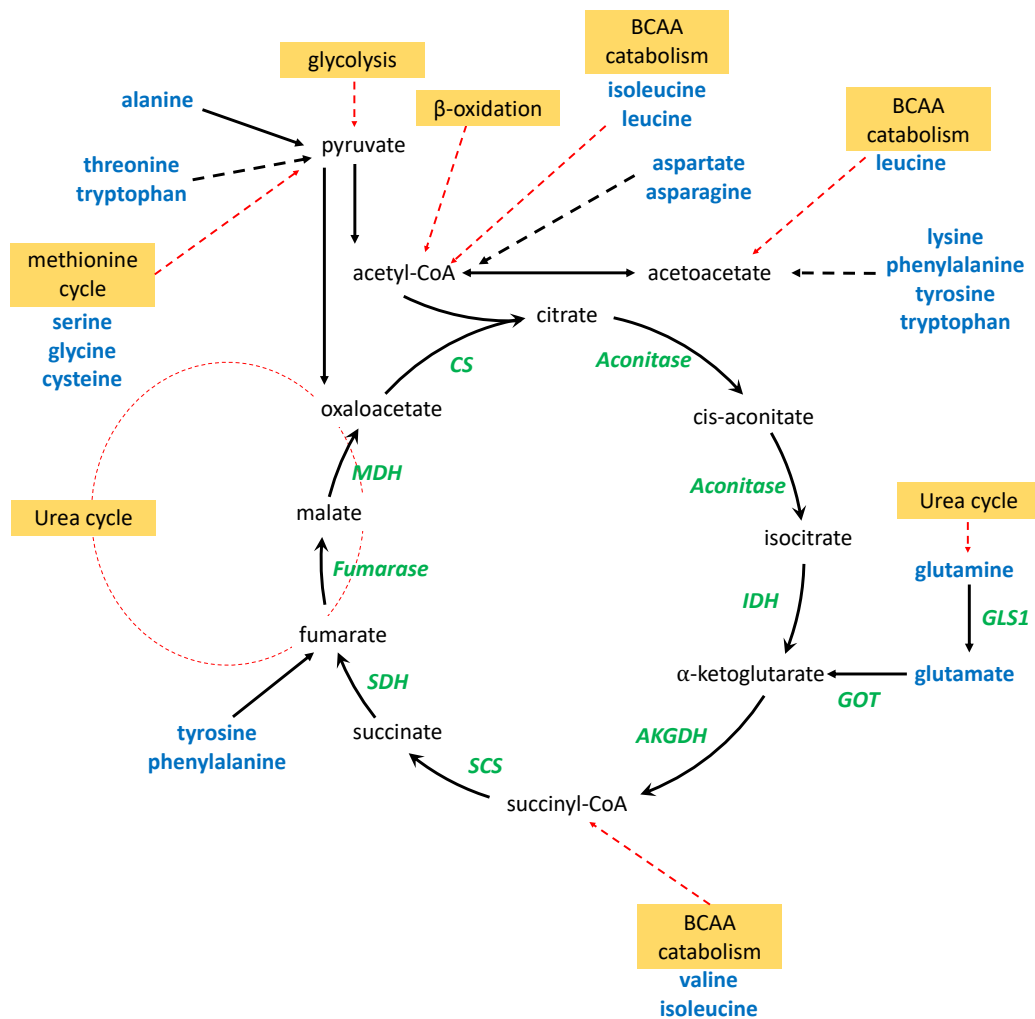 BCAA
catabolism
isoleucine
leucine
glycolysis
β-oxidation
BCAA
catabolism
leucine
alanine
pyruvate
threonine
tryptophan
aspartate
asparagine
methionine
cycle
serine
glycine
cysteine
acetyl-CoA
acetoacetate
lysine
phenylalanine
tyrosine
tryptophan
citrate
CS
Aconitase
oxaloacetate
cis-aconitate
MDH
Aconitase
Urea cycle
malate
isocitrate
Urea cycle
Fumarase
IDH
glutamine
GLS1
fumarate
α-ketoglutarate
glutamate
SDH
GOT
tyrosine
phenylalanine
succinate
AKGDH
SCS
succinyl-CoA
BCAA
catabolism
valine
isoleucine